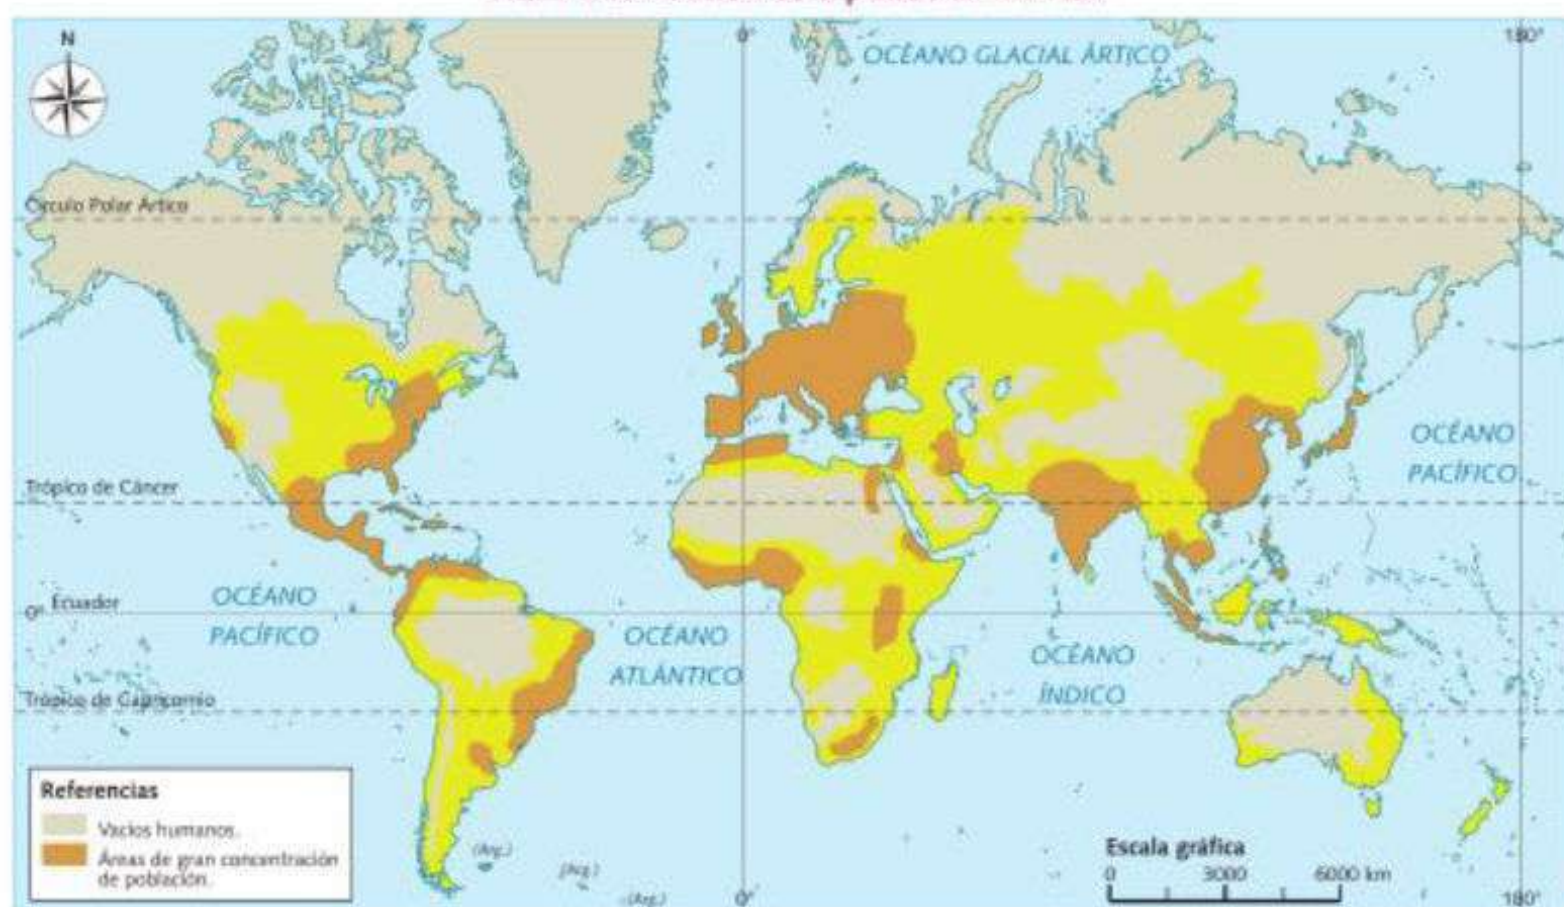 N
0°
180°
OCÉANO GLACIAL ÁRTICO
Círculo Polar Ártico
OCÉANO
PACÍFICO
Trópico de Cáncer
0° Ecuador
OCÉANO
PACÍFICO
OCÉANO
ATLÁNTICO
OCÉANO
ÍNDICO
Trópico de Capricornio
Referencias
Vacíos humanos.
Áreas de gran concentración
de población.
(Arg.)
(Arg.)
(Arg.)
0°
Escala gráfica
0 3000 6000 km
180°